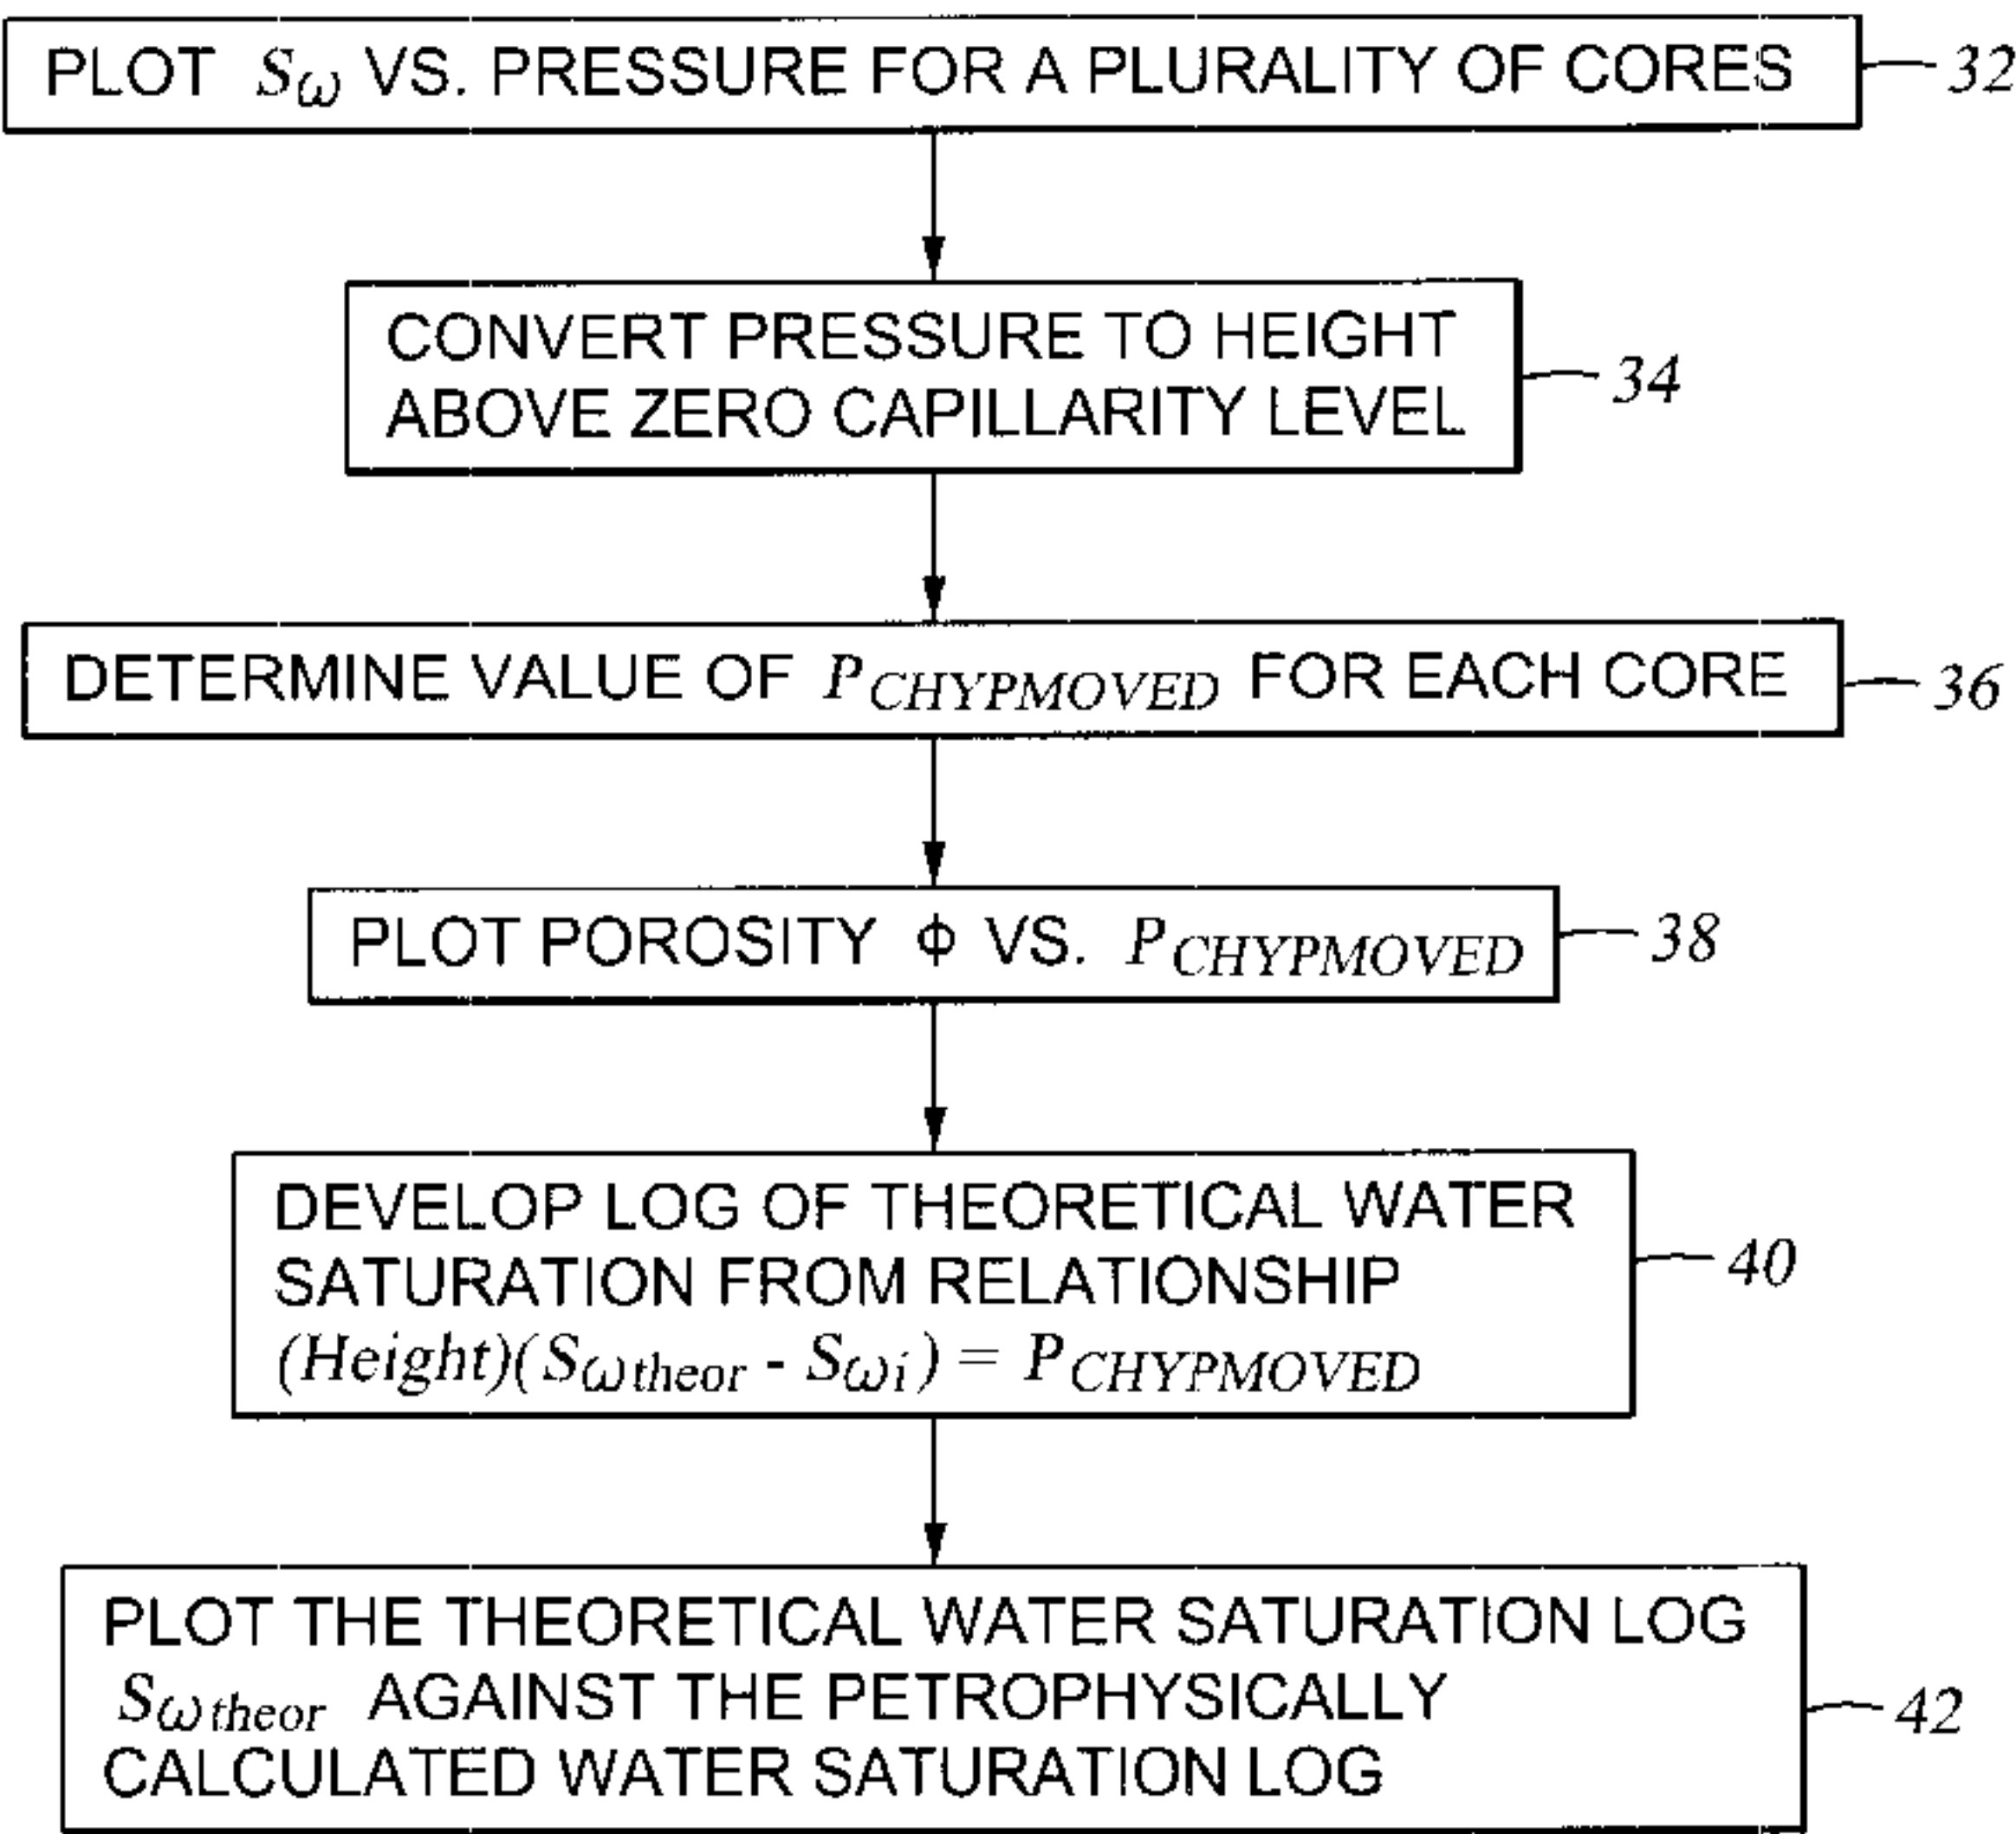 PLOT Sω VS. PRESSURE FOR A PLURALITY OF CORES 32
CONVERT PRESSURE TO HEIGHT
ABOVE ZERO CAPILLARITY LEVEL
34
DETERMINE VALUE OF PCHYPMOVED FOR EACH CORE 36
PLOT POROSITY ϕ VS. PCHYPMOVED 38
DEVELOP LOG OF THEORETICAL WATER
SATURATION FROM RELATIONSHIP
(Height)(Sωtheor - Sωi) = PCHYPMOVED
40
PLOT THE THEORETICAL WATER SATURATION LOG
Sωtheor AGAINST THE PETROPHYSICALLY
CALCULATED WATER SATURATION LOG
42